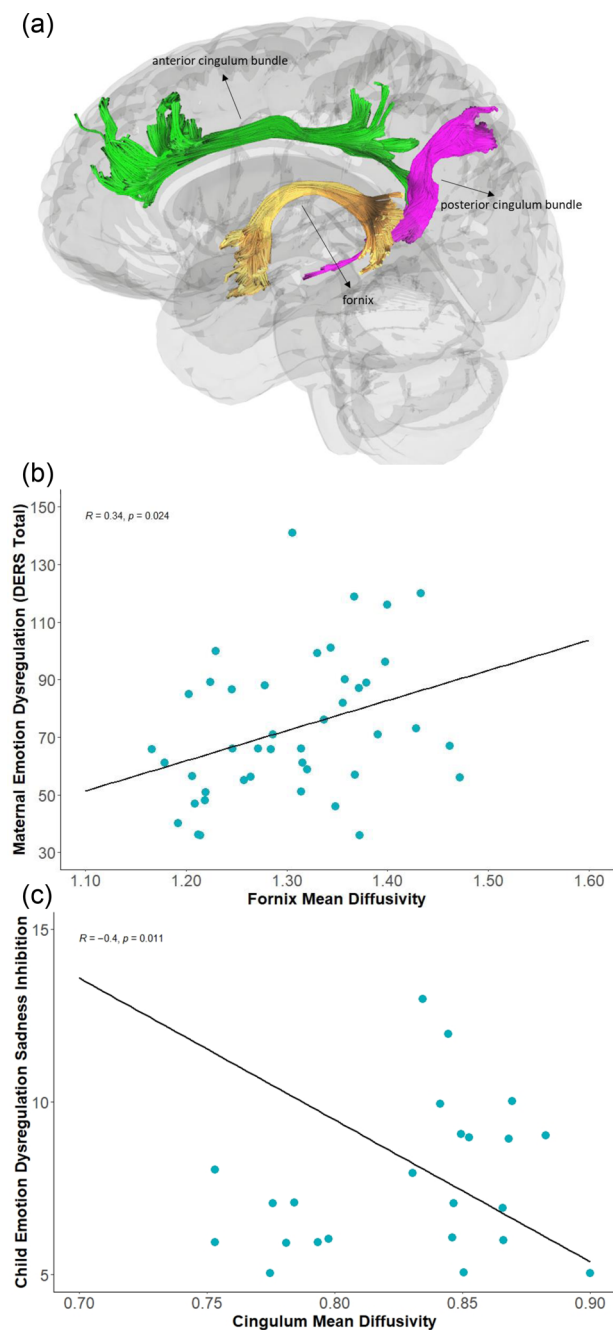 (a)
anterior cingulum bundle
posterior cingulum bundle
fornix
(b)
R = 0.34, p = 0.024
Maternal Emotion Dysregulation (DERS Total)
150
130
110
90
70
50
30
1.10 1.20 1.30 1.40 1.50 1.60
Fornix Mean Diffusivity
(c)
R = −0.4, p = 0.011
Child Emotion Dysregulation Sadness Inhibition
15
10
5
0.70 0.75 0.80 0.85 0.90
Cingulum Mean Diffusivity